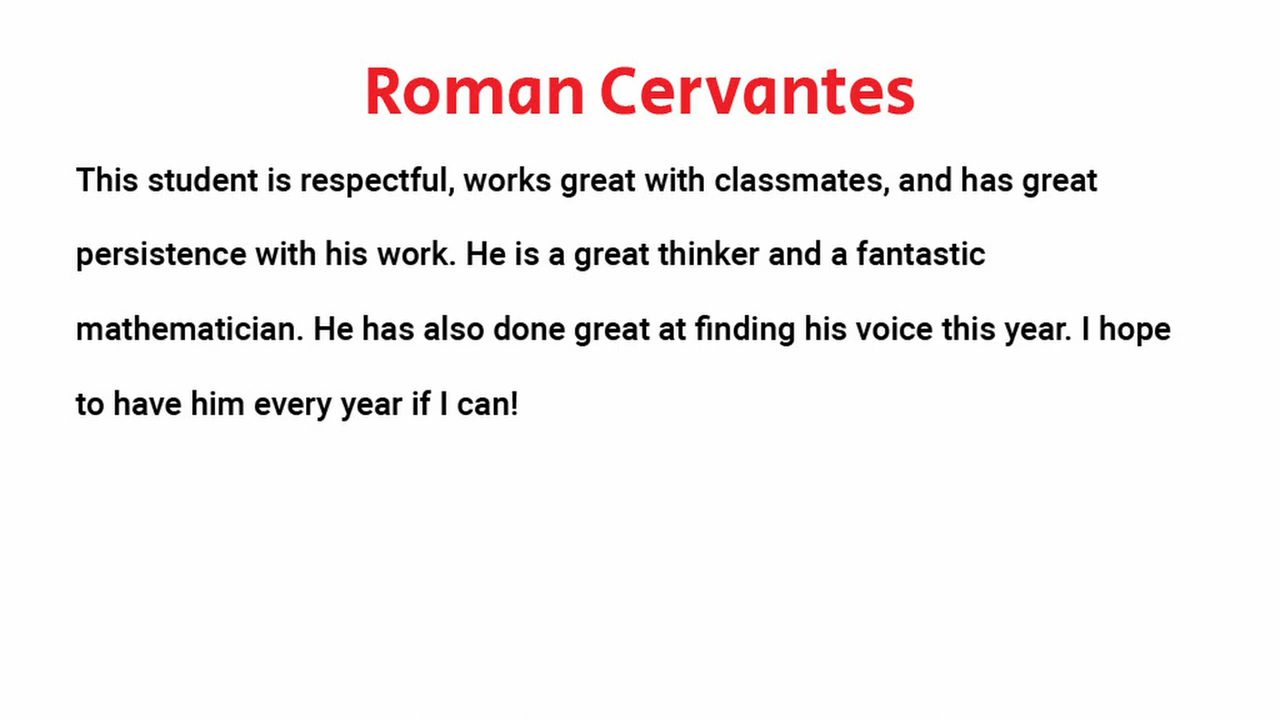 Roman Cervantes
This student is respectful, works great with classmates, and has great
persistence with his work. He is a great thinker and a fantastic
mathematician. He has also done great at finding his voice this year. I hope
to have him every year if I can!